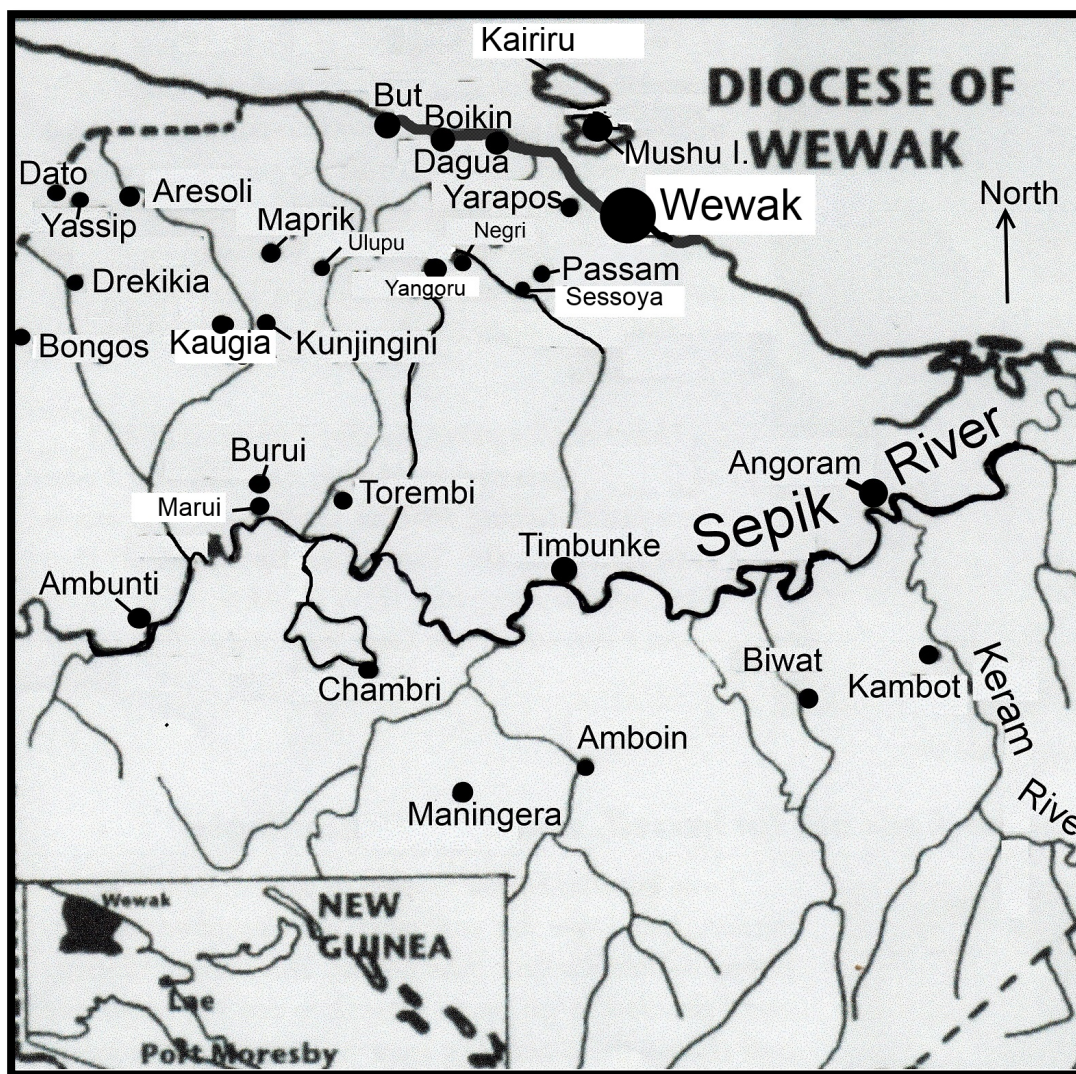 Kairiru
DIOCESE OF
WEWAK
But
Boikin
Dagua
Mushu I.
Dato
Aresoli
Yassip
Yarapos
Wewak
North
Maprik
Ulupu
Negri
Drekikia
Yangoru
Passam
Sessoya
Bongos
Kaugia
Kunjingini
Burui
Marui
Torembi
Angoram
Sepik River
Timbunke
Ambunti
Chambri
Biwat
Kambot
Keram
River
Amboin
Maningera
Wewak
NEW
GUINEA
Lae
Port Moresby